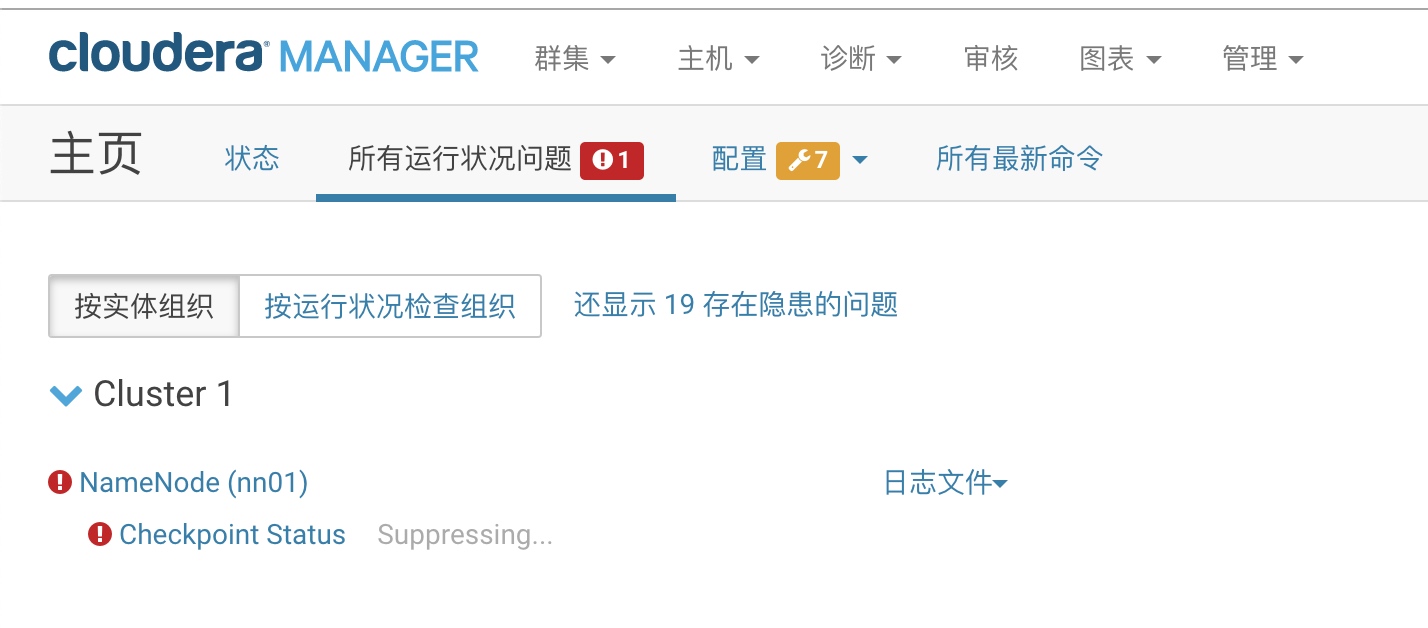 cloudera MANAGER 群集 主机 诊断 审核 图表 管理
主页 状态 所有运行状况问题 1 配置 7 所有最新命令
按实体组织 按运行状况检查组织 还显示 19 存在隐患的问题
Cluster 1
NameNode (nn01) 日志文件
Checkpoint Status Suppressing...